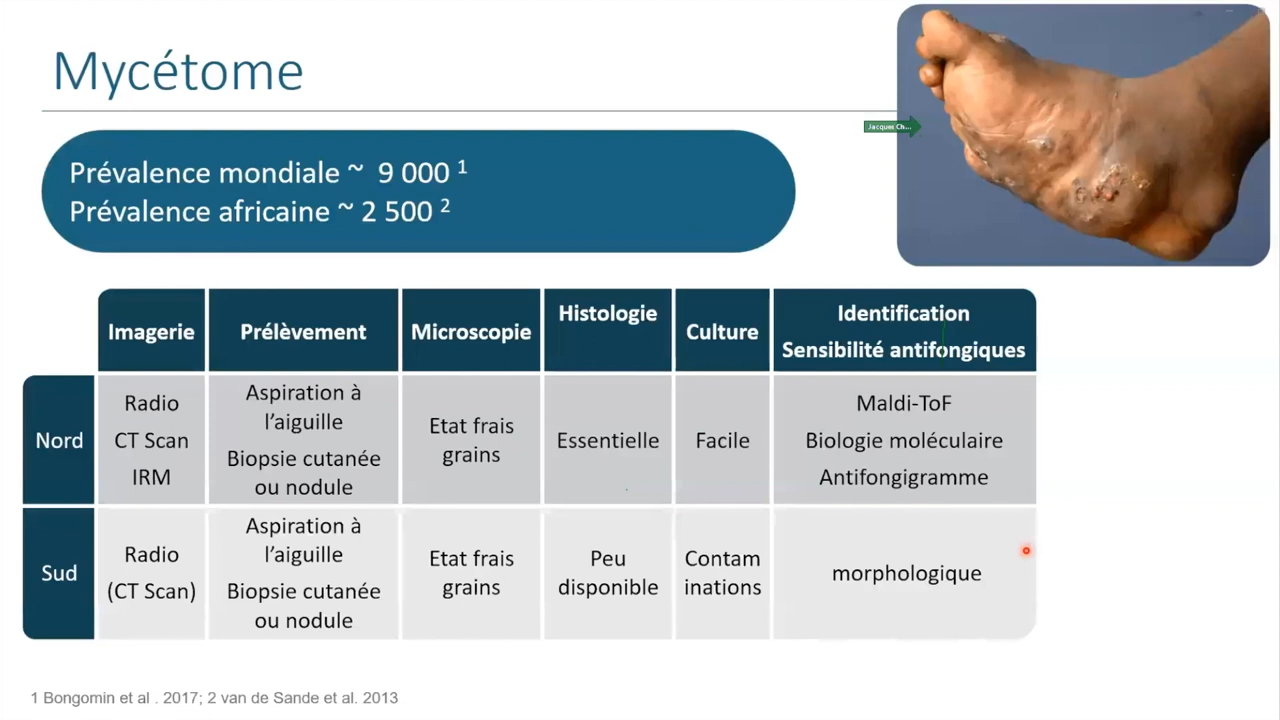 Mycétome
Jacques Ch...
Prévalence mondiale ~ 9 000 1
Prévalence africaine ~ 2 500 2
Imagerie
Prélèvement
Microscopie
Histologie
Culture
Identification
Sensibilité antifongiques
Nord
Radio
CT Scan
IRM
Aspiration à
l'aiguille
Biopsie cutanée
ou nodule
Etat frais
grains
Essentielle
Facile
Maldi-ToF
Biologie moléculaire
Antifongigramme
Sud
Radio
(CT Scan)
Aspiration à
l'aiguille
Biopsie cutanée
ou nodule
Etat frais
grains
Peu
disponible
Contam
inations
morphologique
1 Bongomin et al . 2017; 2 van de Sande et al. 2013